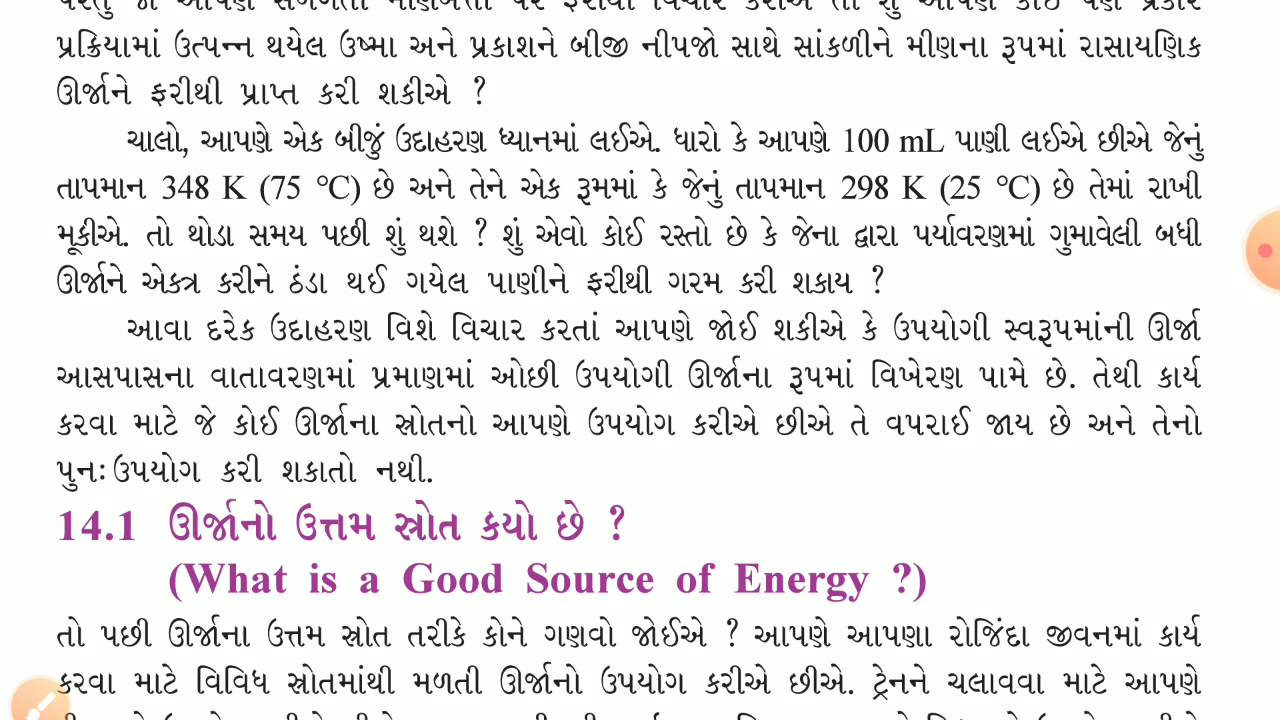 પ્રક્રિયામાં ઉત્પન્ન થયેલ ઉષ્મા અને પ્રકાશને બીજી નીપજો સાથે સાંકળીને મીણના રૂપમાં રાસાયણિક
ઊર્જાને ફરીથી પ્રાપ્ત કરી શકીએ ?
ચાલો, આપણે એક બીજું ઉદાહરણ ધ્યાનમાં લઈએ. ધારો કે આપણે 100 mL પાણી લઈએ છીએ જેનું
તાપમાન 348 K (75 °C) છે અને તેને એક રૂમમાં કે જેનું તાપમાન 298 K (25 °C) છે તેમાં રાખી
મૂકીએ. તો થોડા સમય પછી શું થશે ? શું એવો કોઈ રસ્તો છે કે જેના દ્વારા પર્યાવરણમાં ગુમાવેલી બધી
ઊર્જાને એકત્ર કરીને ઠંડા થઈ ગયેલ પાણીને ફરીથી ગરમ કરી શકાય ?
આવા દરેક ઉદાહરણ વિશે વિચાર કરતાં આપણે જોઈ શકીએ કે ઉપયોગી સ્વરૂપમાંની ઊર્જા
આસપાસના વાતાવરણમાં પ્રમાણમાં ઓછી ઉપયોગી ઊર્જાના રૂપમાં વિખેરણ પામે છે. તેથી કાર્ય
કરવા માટે જે કોઈ ઊર્જાના સ્રોતનો આપણે ઉપયોગ કરીએ છીએ તે વપરાઈ જાય છે અને તેનો
પુનઃઉપયોગ કરી શકાતો નથી.
14.1 ઊર્જાનો ઉત્તમ સ્રોત કયો છે ?
(What is a Good Source of Energy ?)
તો પછી ઊર્જાના ઉત્તમ સ્રોત તરીકે કોને ગણવો જોઈએ ? આપણે આપણા રોજિંદા જીવનમાં કાર્ય
કરવા માટે વિવિધ સ્રોતમાંથી મળતી ઊર્જાનો ઉપયોગ કરીએ છીએ. ટ્રેનને ચલાવવા માટે આપણે